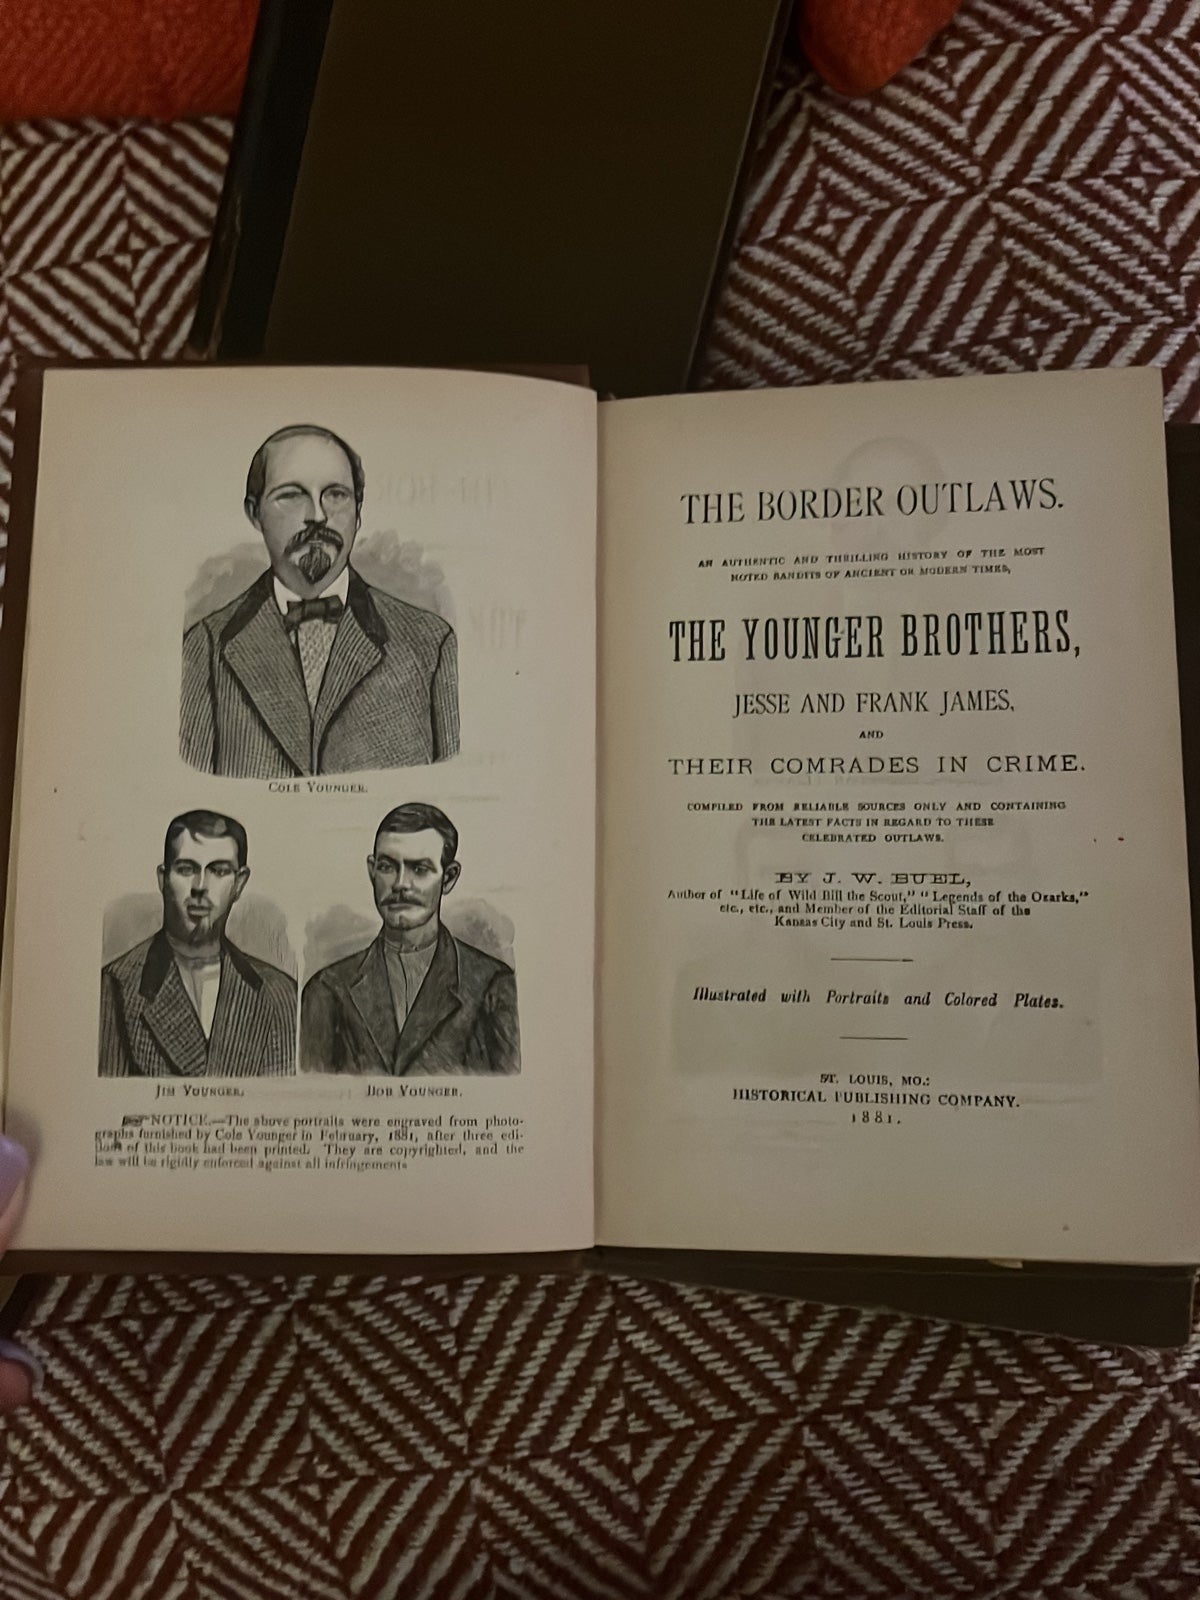 COLE YOUNGER.
JIM YOUNGER.
BOB YOUNGER.
NOTICE.—The above portraits were engraved from photo-
graphs furnished by Cole Younger in February, 1881, after three edi-
tions of this book had been printed. They are copyrighted, and the
law will be rigidly enforced against all infringements
THE BORDER OUTLAWS.
AN AUTHENTIC AND THRILLING HISTORY OF THE MOST
NOTED BANDITS OF ANCIENT OR MODERN TIMES,
THE YOUNGER BROTHERS,
JESSE AND FRANK JAMES,
AND
THEIR COMRADES IN CRIME.
COMPILED FROM RELIABLE SOURCES ONLY AND CONTAINING
THE LATEST FACTS IN REGARD TO THESE
CELEBRATED OUTLAWS.
BY J. W. BUEL,
Author of "Life of Wild Bill the Scout," "Legends of the Ozarks,"
etc., etc., and Member of the Editorial Staff of the
Kansas City and St. Louis Press.
Illustrated with Portraits and Colored Plates.
ST. LOUIS, MO.:
HISTORICAL PUBLISHING COMPANY.
1881.